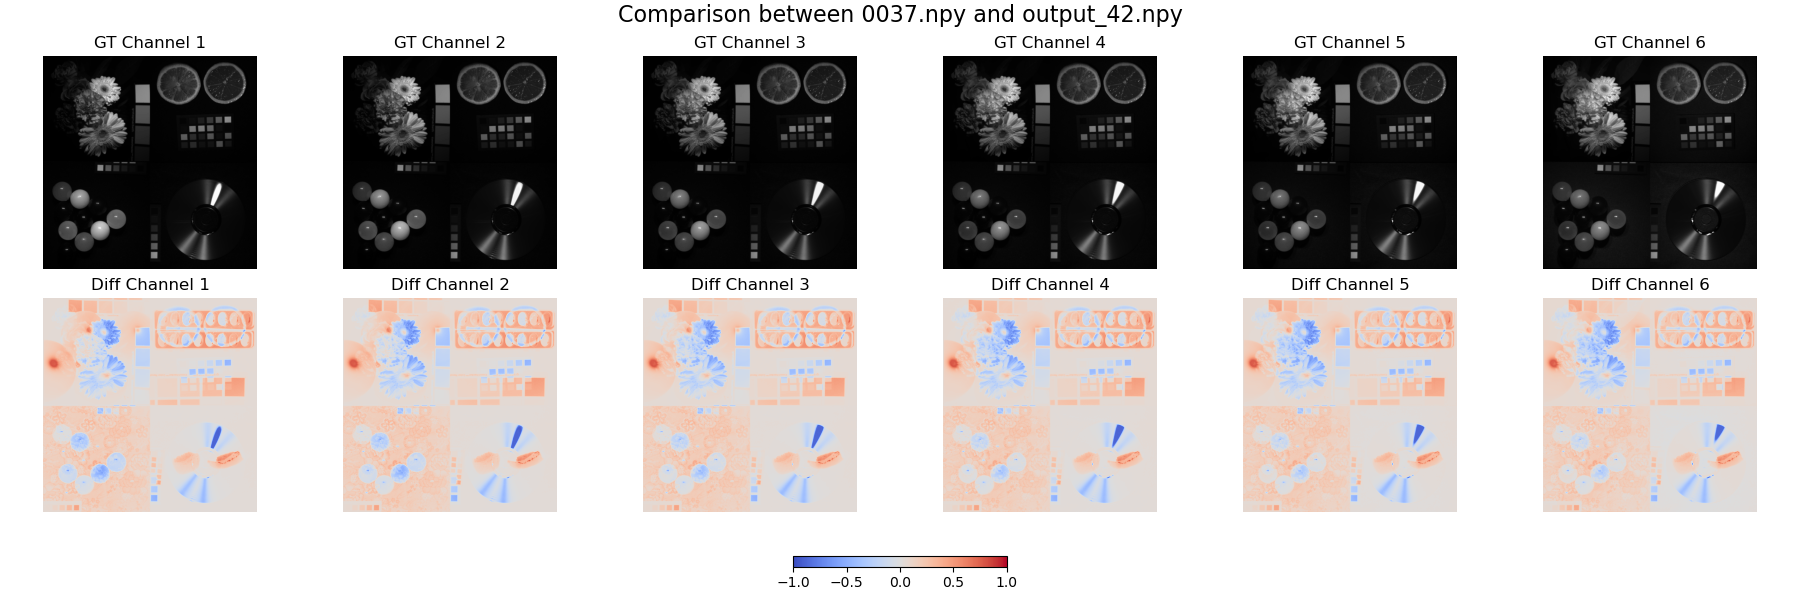 Comparison between 0037.npy and output_42.npy
GT Channel 1 GT Channel 2 GT Channel 3 GT Channel 4 GT Channel 5 GT Channel 6
Diff Channel 1 Diff Channel 2 Diff Channel 3 Diff Channel 4 Diff Channel 5 Diff Channel 6
−1.0 −0.5 0.0 0.5 1.0